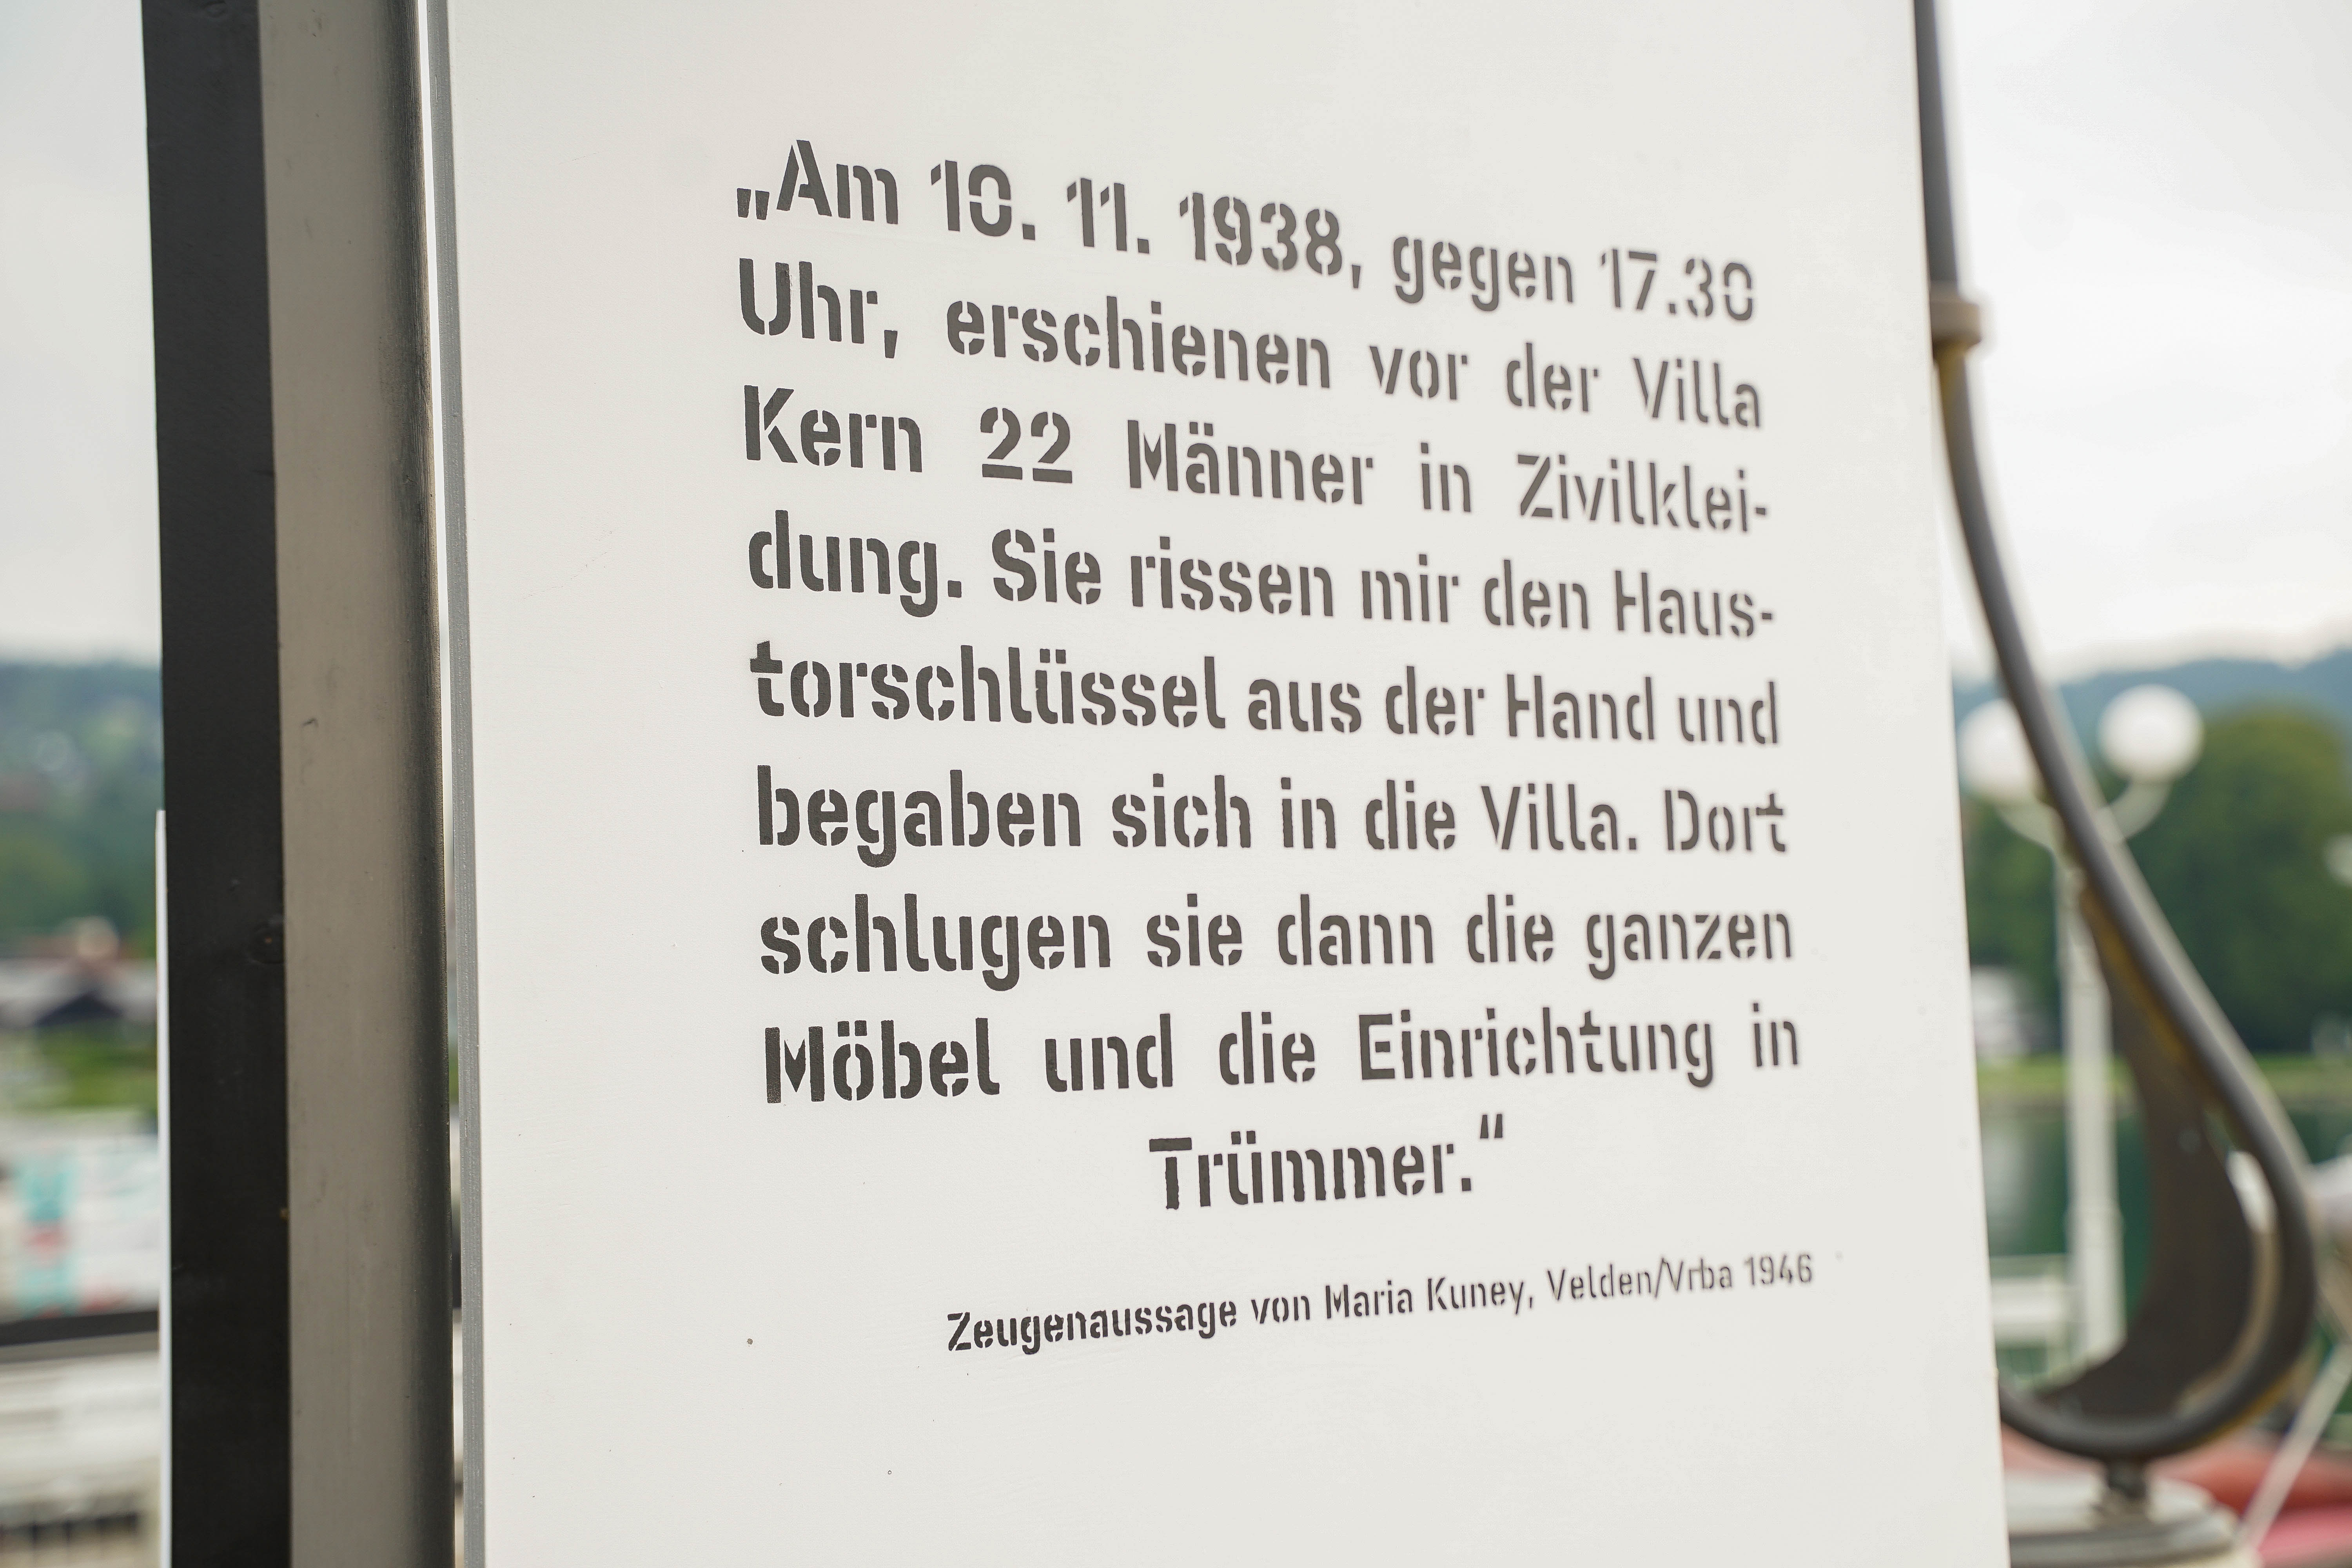 „Am 10. 11. 1938, gegen 17.30
Uhr, erschienen vor der Villa
Kern 22 Männer in Zivilklei-
dung. Sie rissen mir den Haus-
torschlüssel aus der Hand und
begaben sich in die Villa. Dort
schlugen sie dann die ganzen
Möbel und die Einrichtung in
Trümmer.“
Zeugenaussage von Maria Kuney, Velden/Vrba 1946